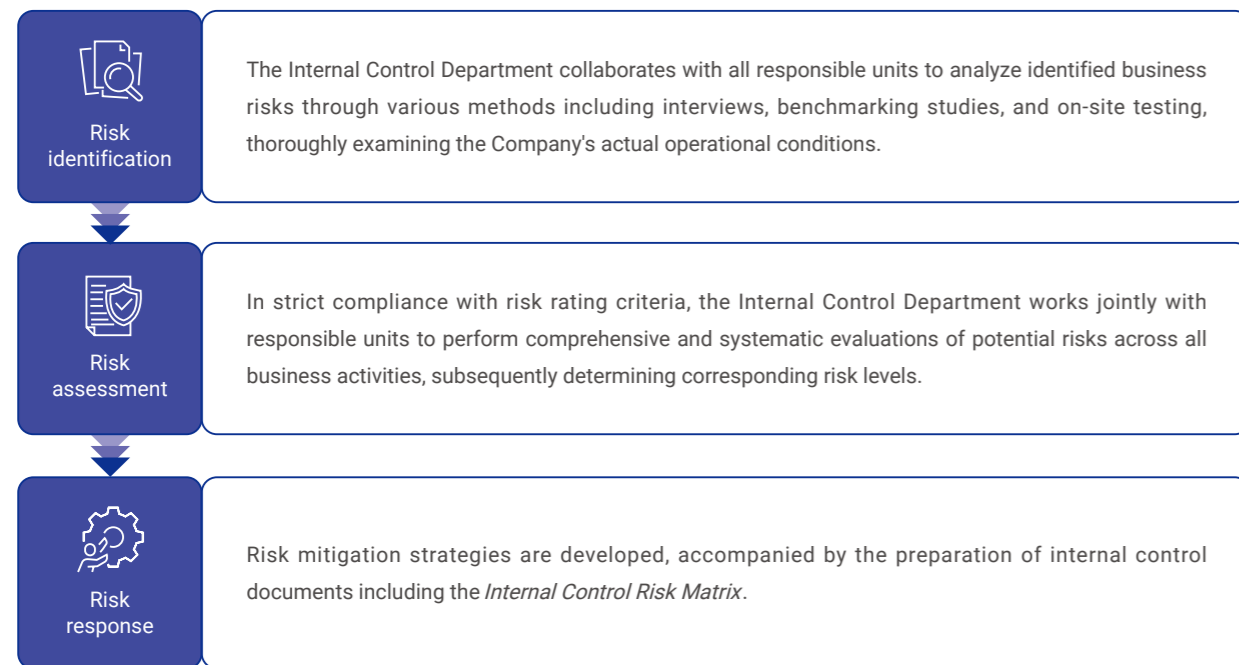 Risk
identification
The Internal Control Department collaborates with all responsible units to analyze identified business
risks through various methods including interviews, benchmarking studies, and on-site testing,
thoroughly examining the Company's actual operational conditions.
Risk
assessment
In strict compliance with risk rating criteria, the Internal Control Department works jointly with
responsible units to perform comprehensive and systematic evaluations of potential risks across all
business activities, subsequently determining corresponding risk levels.
Risk
response
Risk mitigation strategies are developed, accompanied by the preparation of internal control
documents including the Internal Control Risk Matrix.